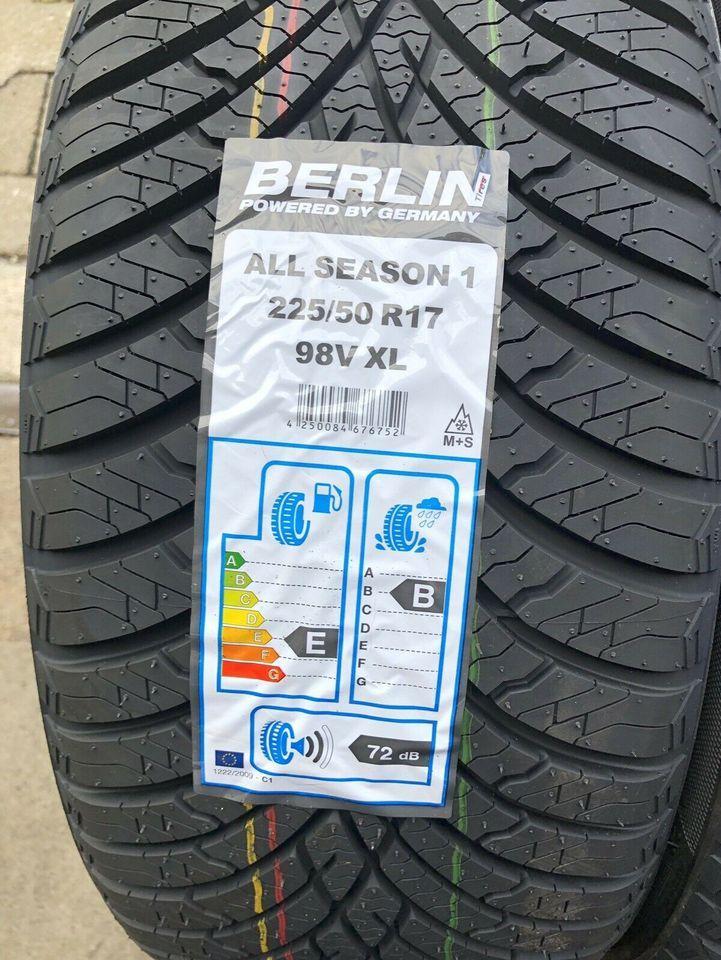 BERLIN TIRES
POWERED BY GERMANY
ALL SEASON 1
225/50 R17
98V XL
4 250084 676752
M+S
A
B
C
D
E
F
G
E
A
B
C
D
E
F
G
B
72 dB
1222/2009 - C1